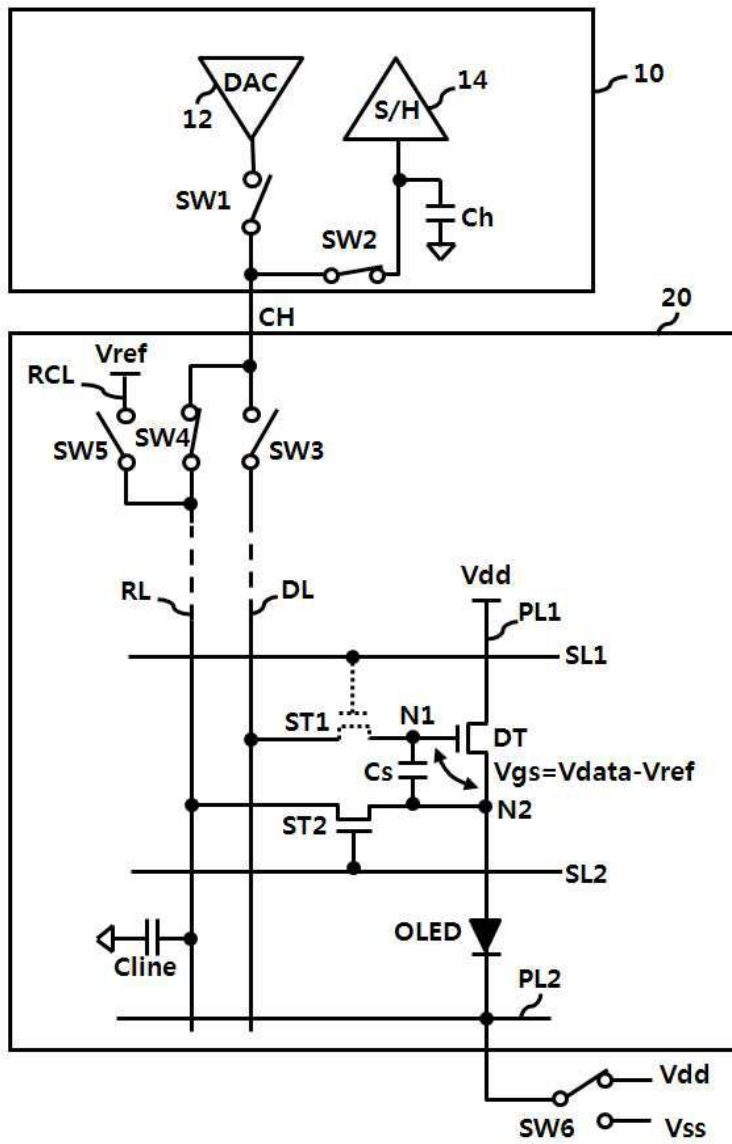 DAC
12
S/H
14
10
SW1
SW2
Ch
CH
20
Vref
RCL
SW5
SW4
SW3
RL
DL
Vdd
PL1
SL1
ST1
N1
DT
Cs
Vgs=Vdata-Vref
N2
ST2
SL2
OLED
Cline
PL2
Vdd
SW6
Vss